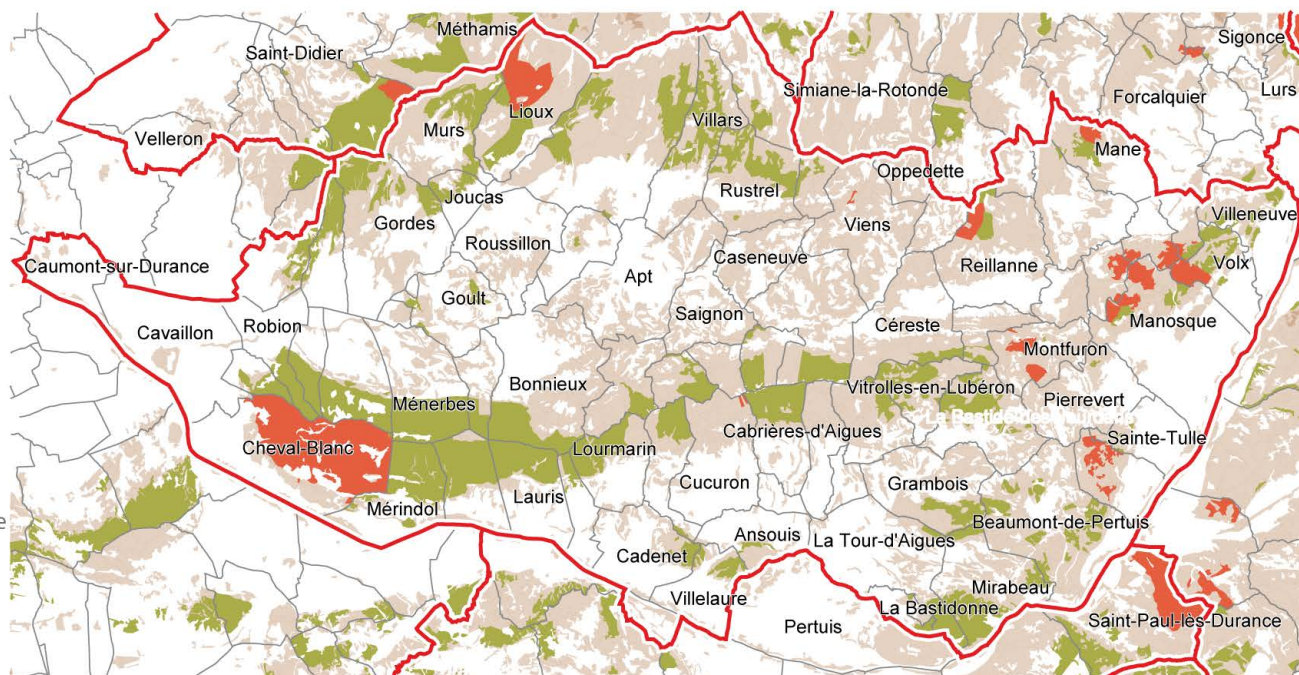 Méthamis
Sigonce
Saint-Didier
Simiane-la-Rotonde
Forcalquier
Lurs
Lioux
Villars
Velleron
Murs
Mane
Oppedette
Joucas
Rustrel
Gordes
Viens
Villeneuve
Roussillon
Caumont-sur-Durance
Caseneuve
Reillanne
Volx
Apt
Goult
Saignon
Céreste
Manosque
Cavaillon
Robion
Montfuron
Bonnieux
Vitrolles-en-Lubéron
Ménerbes
Pierrevert
Cabrières-d'Aigues
Sainte-Tulle
Cheval-Blanc
Lourmarin
Cucuron
Grambois
Lauris
Mérindol
Beaumont-de-Pertuis
e
Ansouis
La Tour-d'Aigues
Cadenet
Mirabeau
Villelaure
La Bastidonne
Pertuis
Saint-Paul-lès-Durance